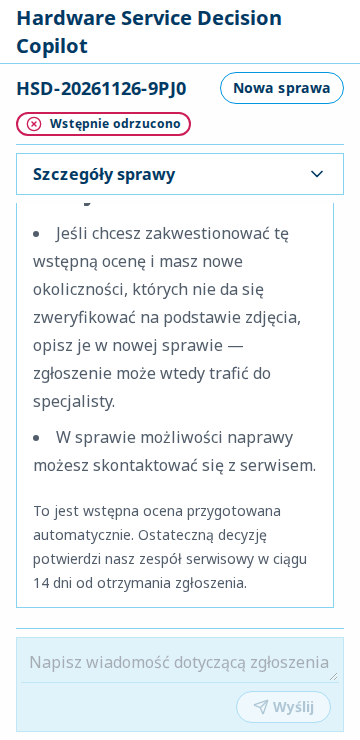 Hardware Service Decision
Copilot
HSD-20261126-9PJ0
Nowa sprawa
Wstępnie odrzucono
Szczegóły sprawy
• Jeśli chcesz zakwestionować tę
wstępną ocenę i masz nowe
okoliczności, których nie da się
zweryfikować na podstawie zdjęcia,
opisz je w nowej sprawie —
zgłoszenie może wtedy trafić do
specjalisty.
• W sprawie możliwości naprawy
możesz skontaktować się z serwisem.
To jest wstępna ocena przygotowana
automatycznie. Ostateczną decyzję
potwierdzi nasz zespół serwisowy w ciągu
14 dni od otrzymania zgłoszenia.
Napisz wiadomość dotyczącą zgłoszenia
Wyślij